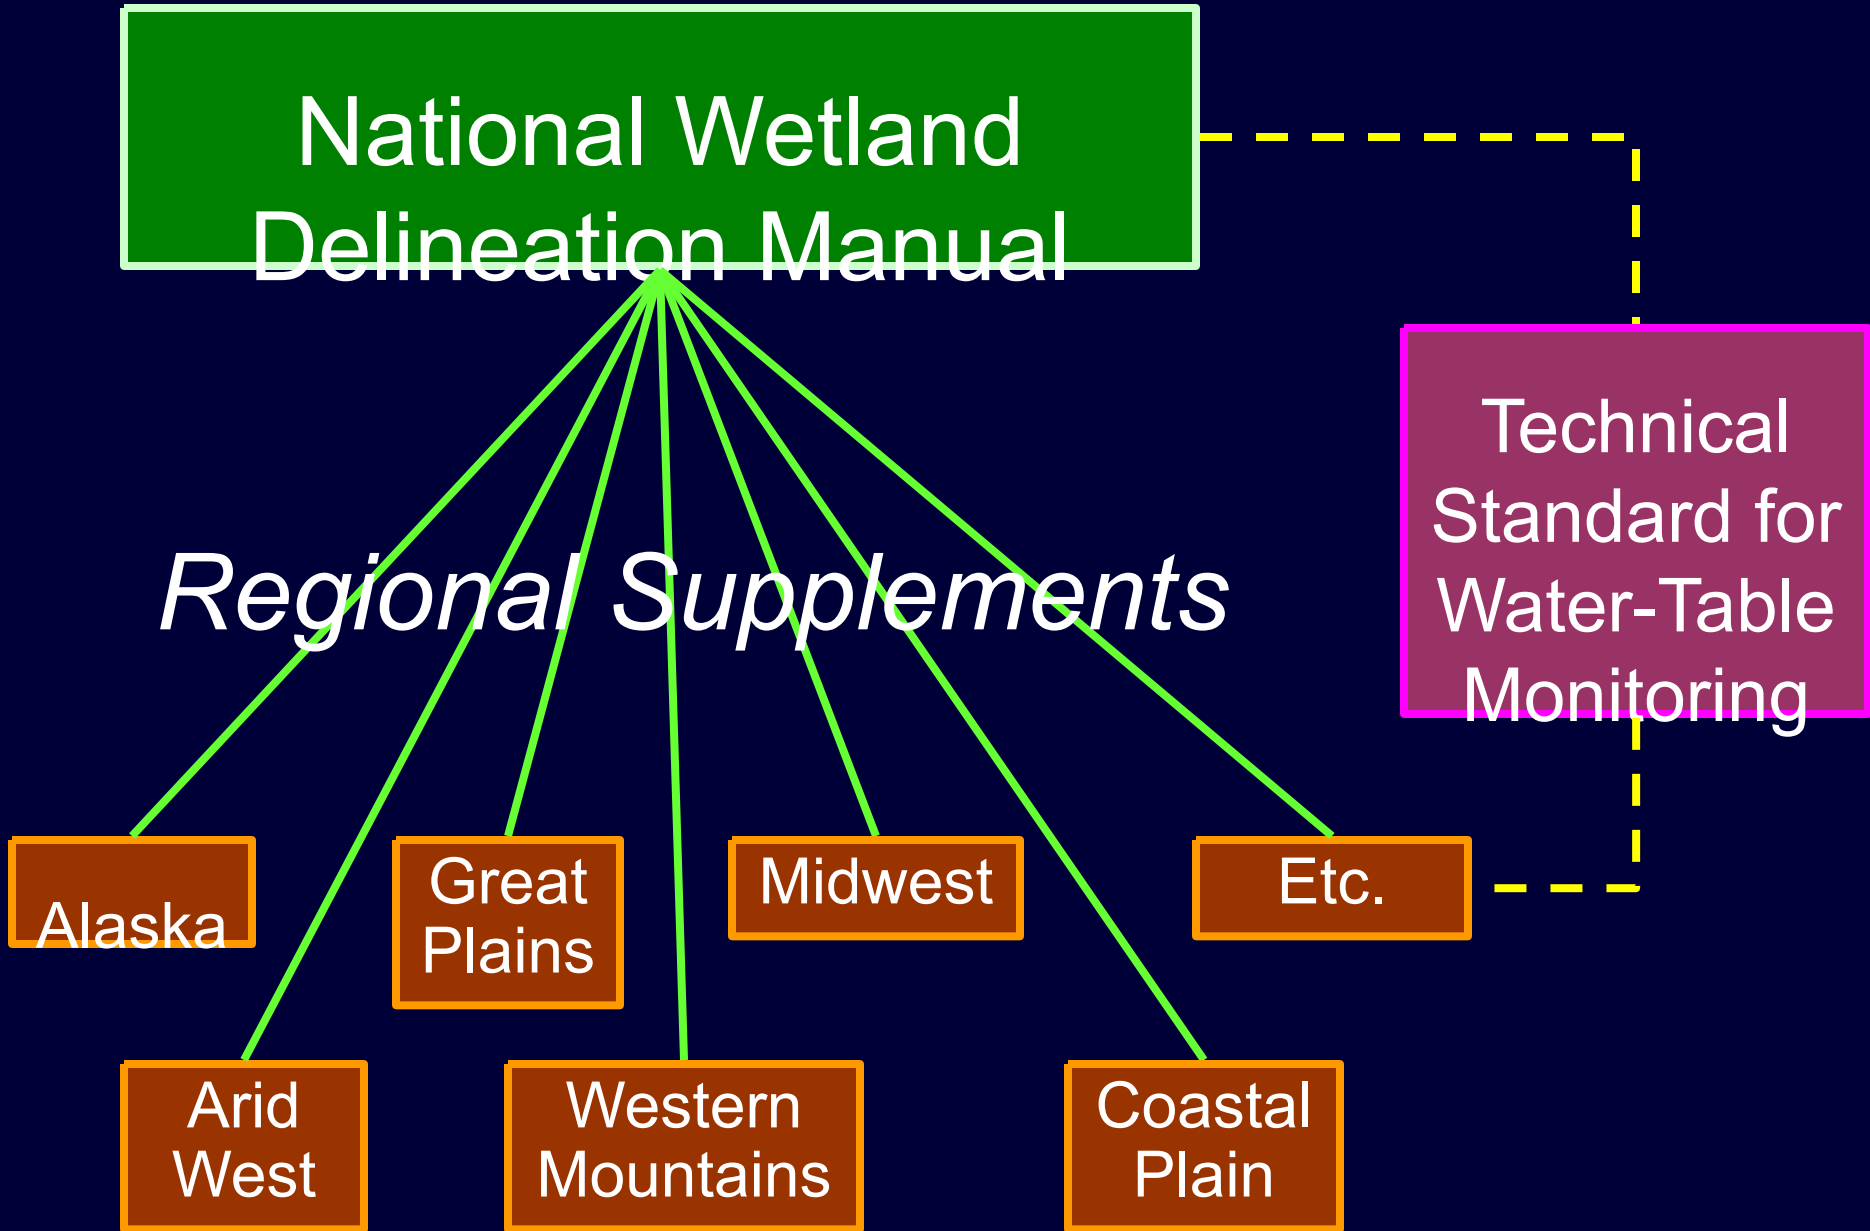 National Wetland
Delineation Manual
Technical
Standard for
Water-Table
Monitoring
Regional Supplements
Alaska
Great
Plains
Midwest
Etc.
Arid
West
Western
Mountains
Coastal
Plain